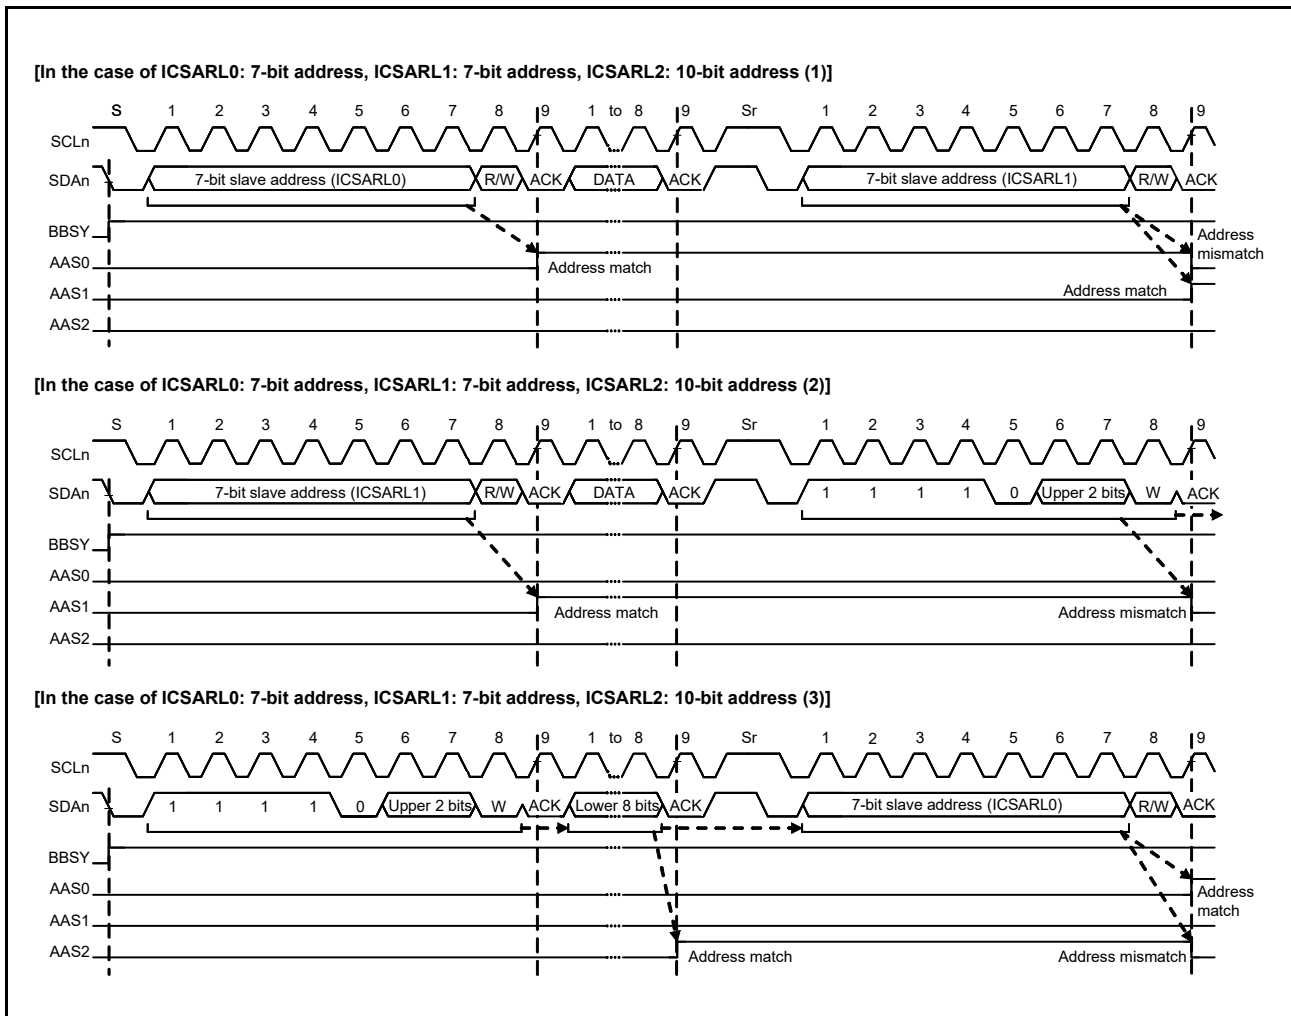 [In the case of ICSARL0: 7-bit address, ICSARL1: 7-bit address, ICSARL2: 10-bit address (1)]
S 1 2 3 4 5 6 7 8 9 1 to 8 9 Sr 1 2 3 4 5 6 7 8 9
SCLn
SDAn 7-bit slave address (ICSARL0) R/W ACK DATA ACK 7-bit slave address (ICSARL1) R/W ACK
BBSY
Address
mismatch
AAS0 Address match
AAS1 Address match
AAS2
[In the case of ICSARL0: 7-bit address, ICSARL1: 7-bit address, ICSARL2: 10-bit address (2)]
S 1 2 3 4 5 6 7 8 9 1 to 8 9 Sr 1 2 3 4 5 6 7 8 9
SCLn
SDAn 7-bit slave address (ICSARL1) R/W ACK DATA ACK 1 1 1 1 0 Upper 2 bits W ACK
BBSY
AAS0
AAS1 Address match Address mismatch
AAS2
[In the case of ICSARL0: 7-bit address, ICSARL1: 7-bit address, ICSARL2: 10-bit address (3)]
S 1 2 3 4 5 6 7 8 9 1 to 8 9 Sr 1 2 3 4 5 6 7 8 9
SCLn
SDAn 1 1 1 1 0 Upper 2 bits W ACK Lower 8 bits ACK 7-bit slave address (ICSARL0) R/W ACK
BBSY
AAS0 Address
match
AAS1
AAS2 Address match Address mismatch